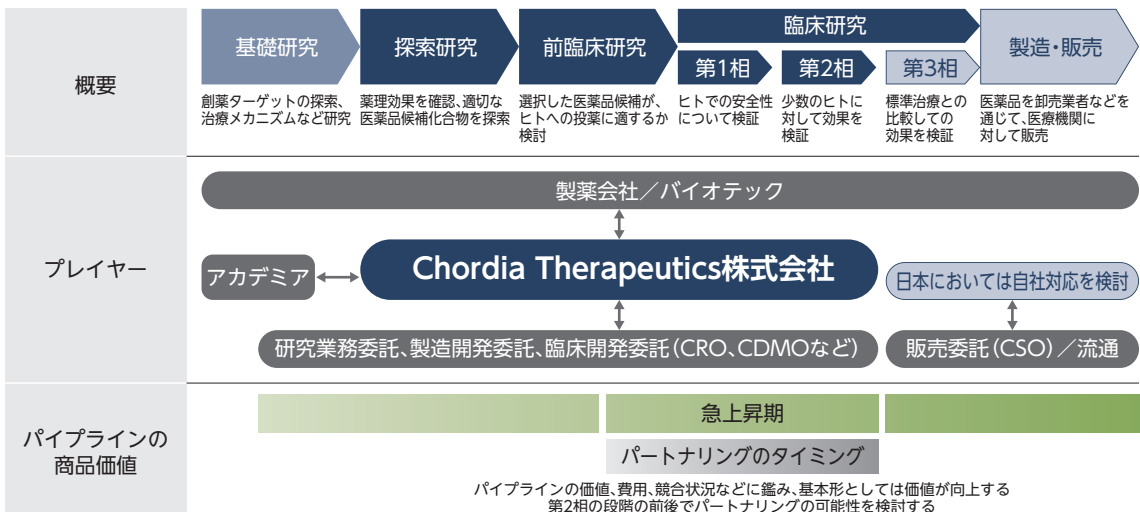 概要
基礎研究
探索研究
前臨床研究
臨床研究
第1相
第2相
第3相
製造・販売
創薬ターゲットの探索、
治療メカニズムなど研究
薬理効果を確認、適切な
医薬品候補化合物を探索
選択した医薬品候補が、
ヒトへの投薬に適するか
検討
ヒトでの安全性
について検証
少数のヒトに
対して効果を
検証
標準治療との
比較しての
効果を検証
医薬品を卸売業者などを
通じて、医療機関に
対して販売
プレイヤー
製薬会社／バイオテック
アカデミア
Chordia Therapeutics株式会社
日本においては自社対応を検討
研究業務委託、製造開発委託、臨床開発委託（CRO、CDMOなど）
販売委託（CSO）／流通
パイプラインの
商品価値
急上昇期
パートナリングのタイミング
パイプラインの価値、費用、競合状況などに鑑み、基本形としては価値が向上する
第2相の段階の前後でパートナリングの可能性を検討する